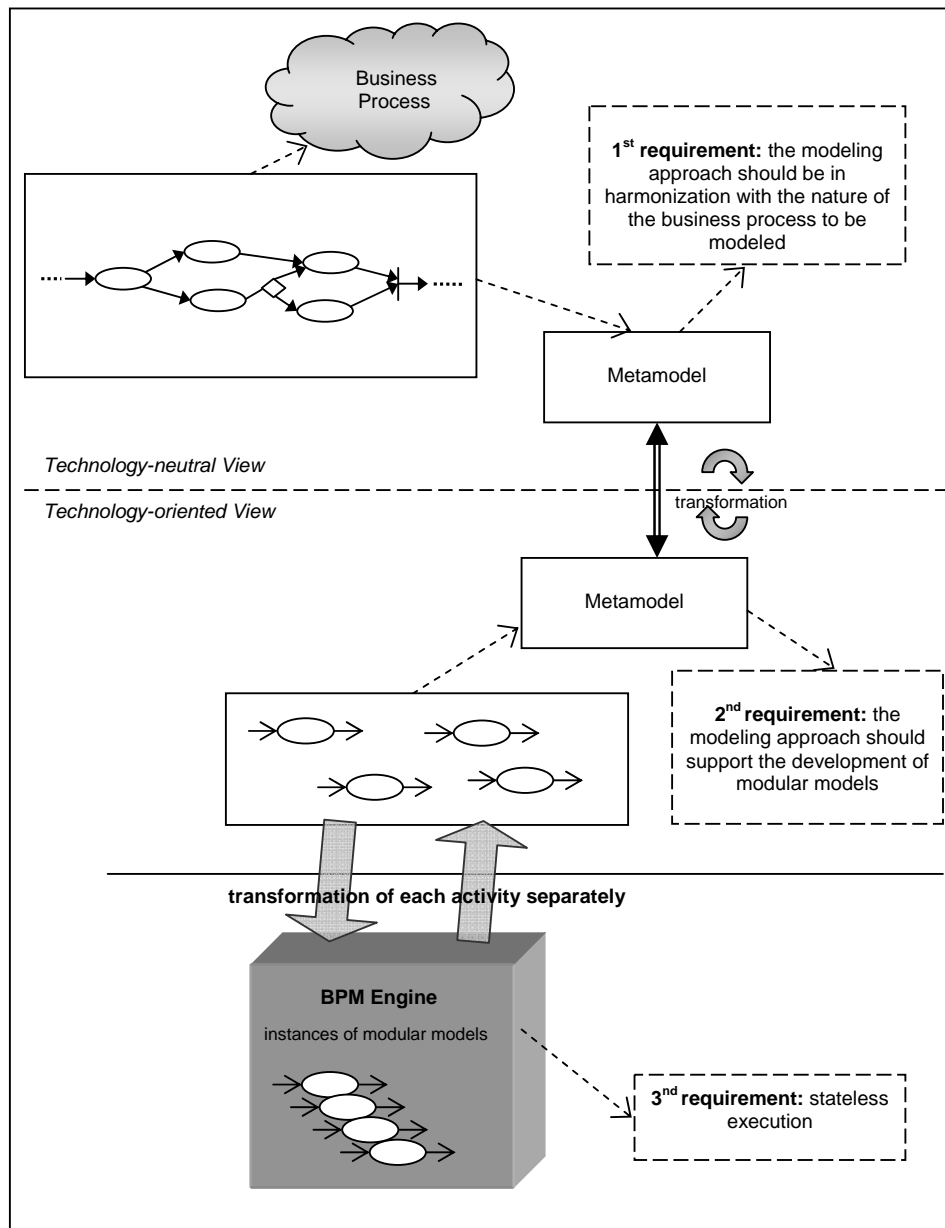 Business
Process
1st requirement: the modeling
approach should be in
harmonization with the nature of
the business process to be
modeled
Metamodel
Technology-neutral View
transformation
Technology-oriented View
Metamodel
2nd requirement: the
modeling approach should
support the development of
modular models
transformation of each activity separately
BPM Engine
instances of modular models
3nd requirement: stateless
execution